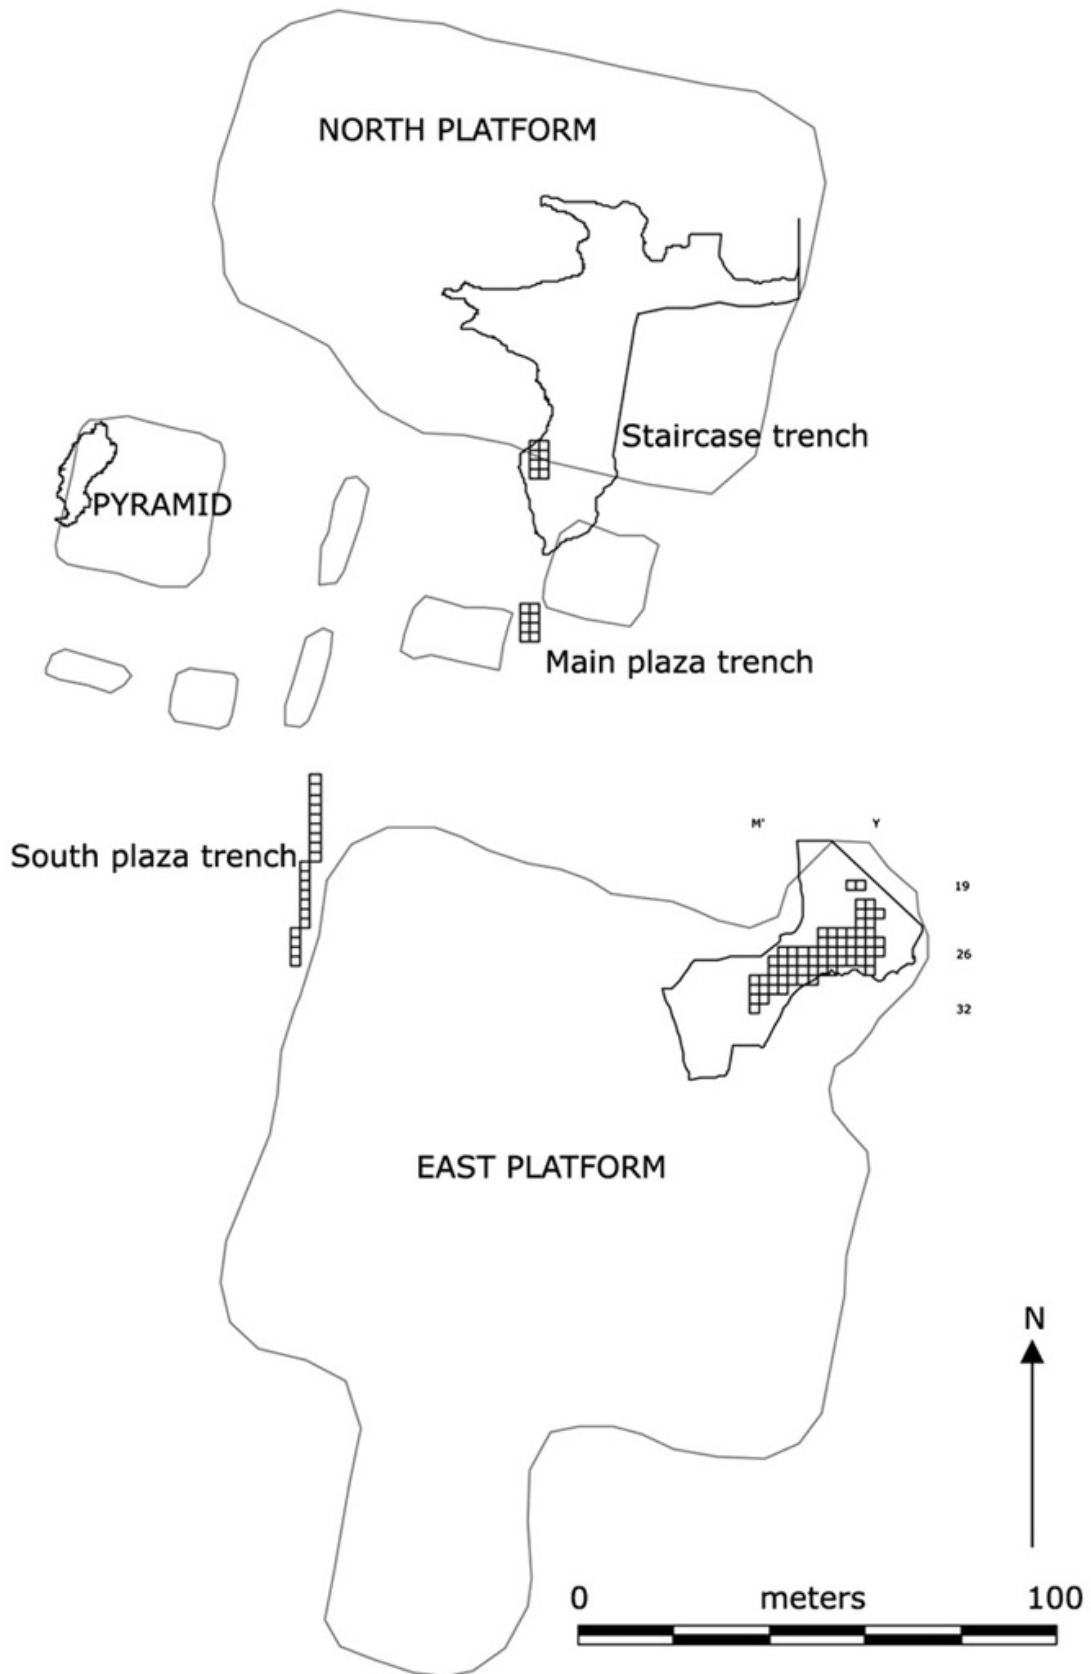 NORTH PLATFORM
Staircase trench
PYRAMID
Main plaza trench
M' Y
South plaza trench
19
26
32
EAST PLATFORM
N
0 meters 100